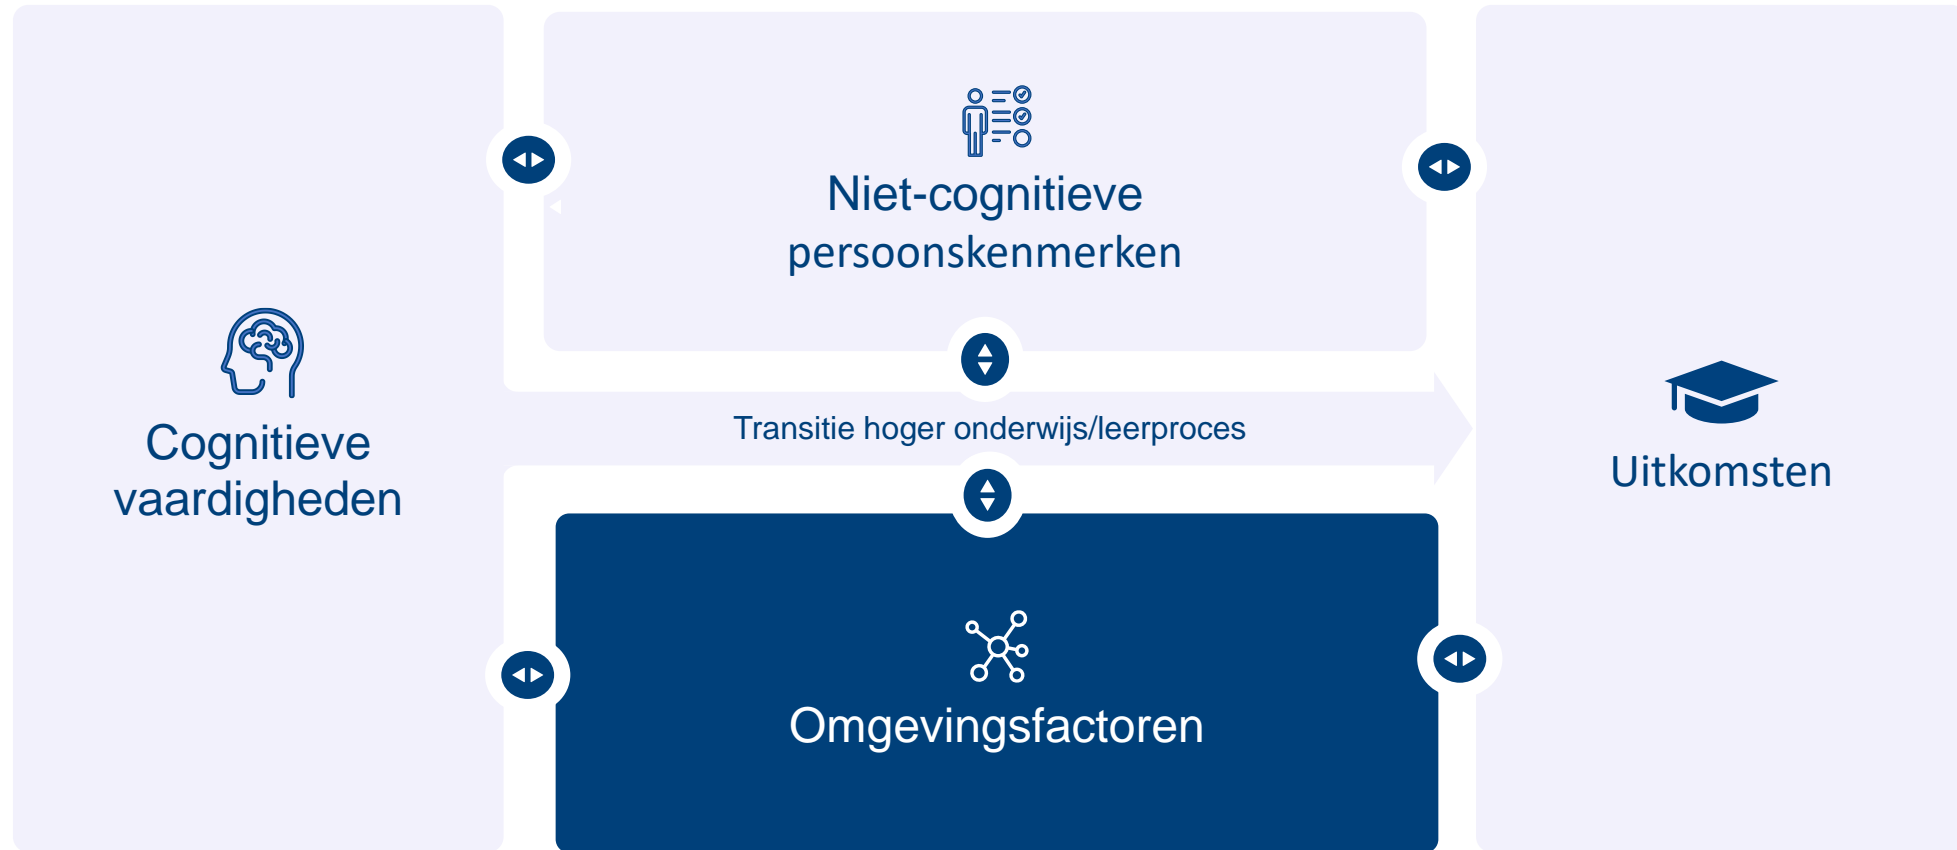 Niet-cognitieve
persoonskenmerken
Cognitieve
vaardigheden
Transitie hoger onderwijs/leerproces
Uitkomsten
Omgevingsfactoren